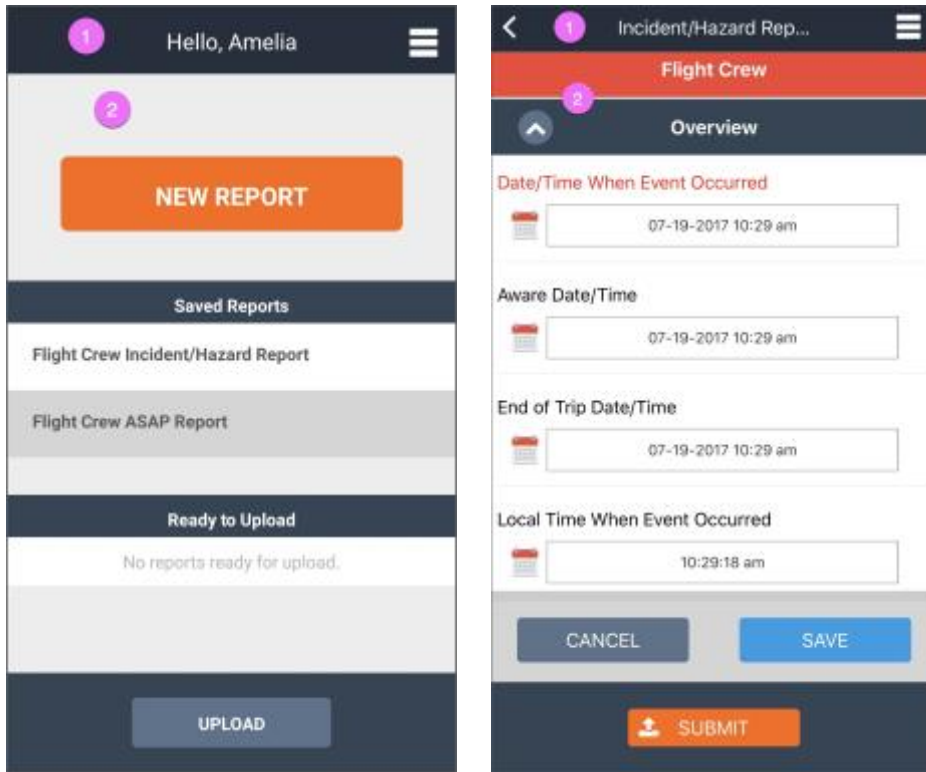 1
Hello, Amelia
2
NEW REPORT
Saved Reports
Flight Crew Incident/Hazard Report
Flight Crew ASAP Report
Ready to Upload
No reports ready for upload.
UPLOAD
1
Incident/Hazard Rep...
Flight Crew
2
Overview
Date/Time When Event Occurred
07-19-2017 10:29 am
Aware Date/Time
07-19-2017 10:29 am
End of Trip Date/Time
07-19-2017 10:29 am
Local Time When Event Occurred
10:29:18 am
CANCEL
SAVE
SUBMIT